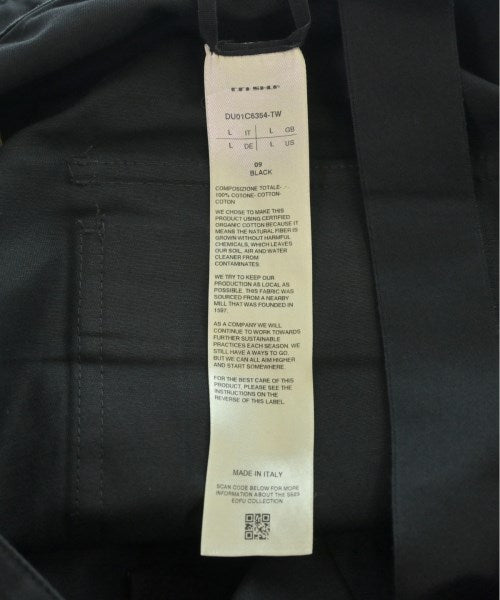 DU01C6354-TW
L IT L GB
L DE L US
09
BLACK
COMPOSIZIONE TOTALE-
100% COTONE- COTTON-
COTON
WE CHOSE TO MAKE THIS
PRODUCT USING CERTIFIED
ORGANIC COTTON BECAUSE IT
MEANS THE NATURAL FIBER IS
GROWN WITHOUT HARMFUL
CHEMICALS, WHICH LEAVES
OUR SOIL, AIR AND WATER
CLEANER FROM
CONTAMINATES.
WE TRY TO KEEP OUR
PRODUCTION AS LOCAL AS
POSSIBLE. THIS FABRIC WAS
SOURCED FROM A NEARBY
MILL THAT WAS FOUNDED IN
1597.
AS A COMPANY WE WILL
CONTINUE TO WORK TOWARDS
FURTHER SUSTAINABLE
PRACTICES EACH SEASON. WE
STILL HAVE A WAYS TO GO,
BUT WE CAN ALL AIM HIGHER
AND START SOMEWHERE
FOR THE BEST CARE OF THIS
PRODUCT, PLEASE SEE THE
INSTRUCTIONS ON THE
REVERSE OF THIS LABEL.
MADE IN ITALY
SCAN CODE BELOW FOR MORE
INFORMATION ABOUT THE SS23
EDFU COLLECTION